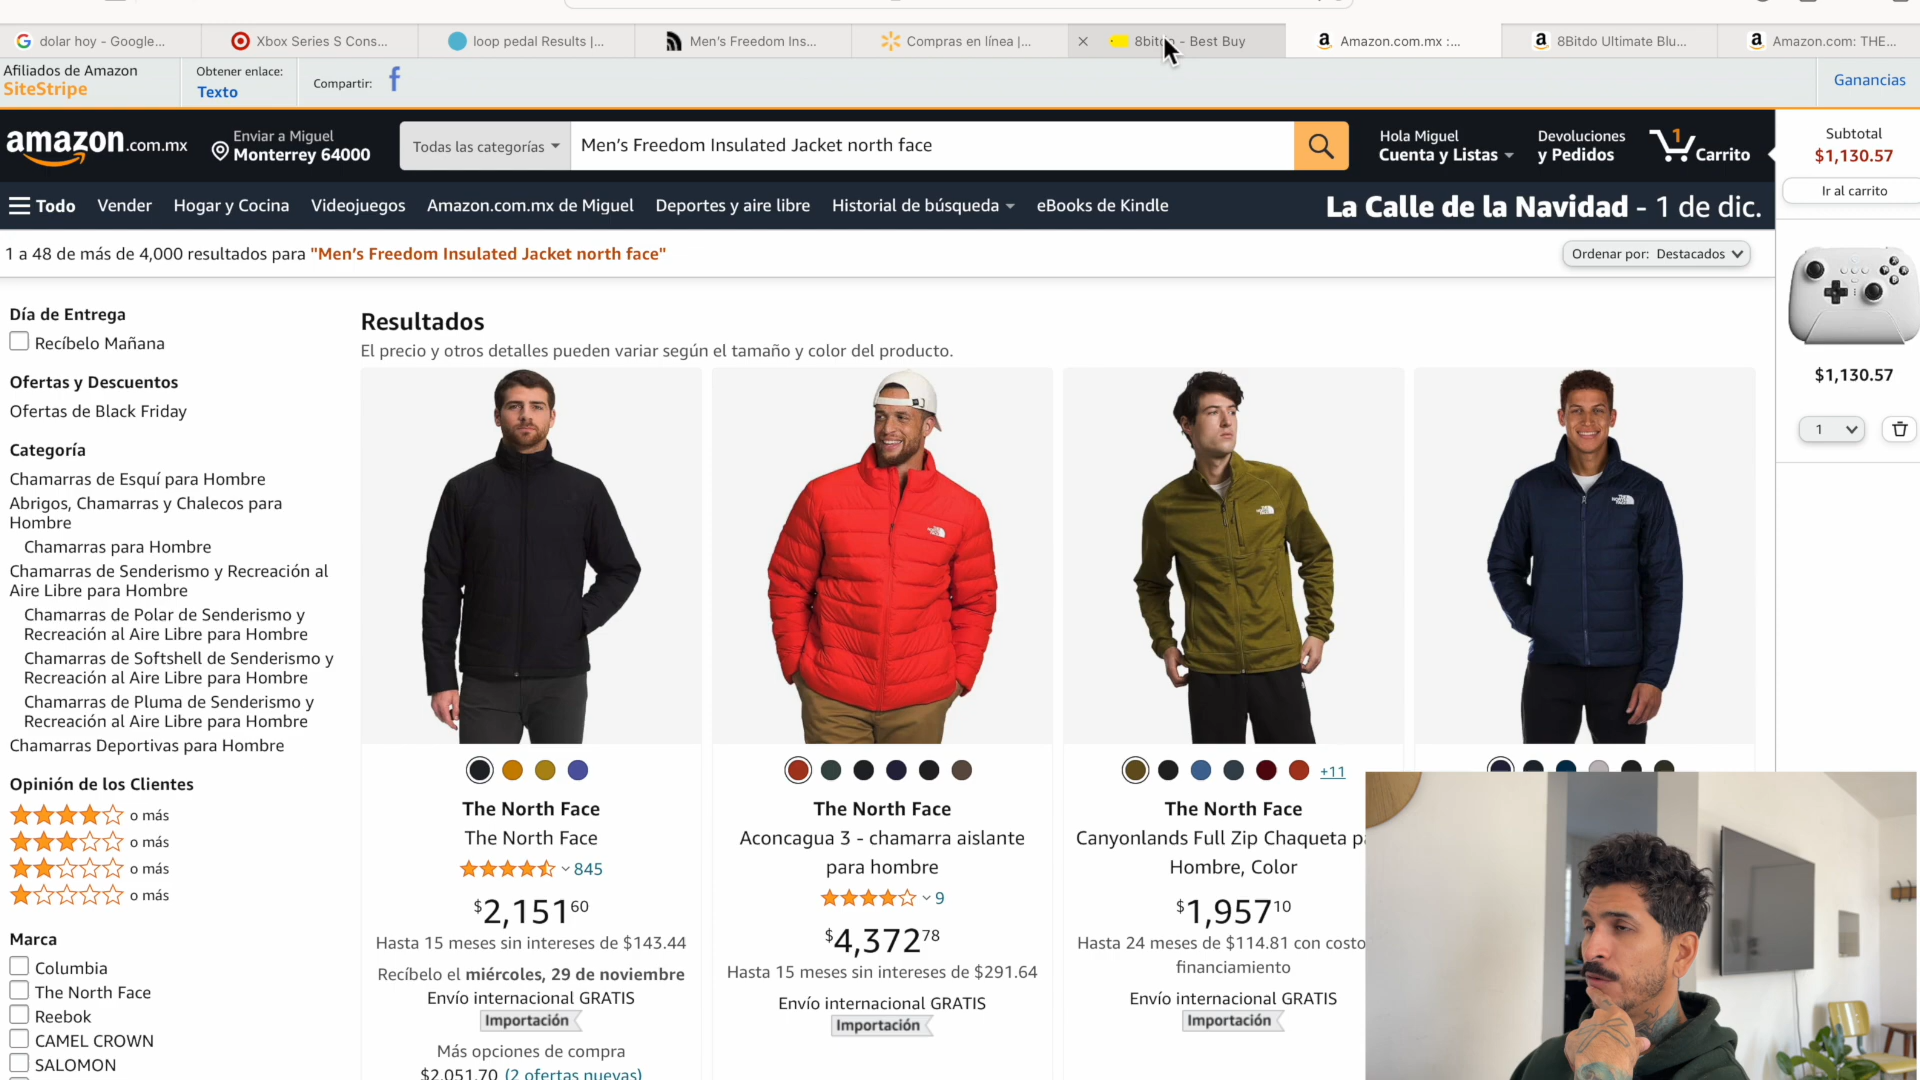 dolar hoy - Google...
Xbox Series S Cons...
loop pedal Results |...
Men's Freedom Ins...
Compras en línea |...
8bitdo - Best Buy
Amazon.com.mx :...
8Bitdo Ultimate Blu...
Amazon.com: THE...
Afiliados de Amazon
SiteStripe
Obtener enlace:
Texto
Compartir:
Ganancias
amazon.com.mx
Enviar a Miguel
Monterrey 64000
Todas las categorías
Men's Freedom Insulated Jacket north face
Hola Miguel
Cuenta y Listas
Devoluciones
y Pedidos
1
Carrito
Subtotal
$1,130.57
Ir al carrito
Todo
Vender
Hogar y Cocina
Videojuegos
Amazon.com.mx de Miguel
Deportes y aire libre
Historial de búsqueda
eBooks de Kindle
La Calle de la Navidad - 1 de dic.
1 a 48 de más de 4,000 resultados para "Men's Freedom Insulated Jacket north face"
Ordenar por: Destacados
$1,130.57
1
Día de Entrega
Recíbelo Mañana
Ofertas y Descuentos
Ofertas de Black Friday
Categoría
Chamarras de Esquí para Hombre
Abrigos, Chamarras y Chalecos para
Hombre
Chamarras para Hombre
Chamarras de Senderismo y Recreación al
Aire Libre para Hombre
Chamarras de Polar de Senderismo y
Recreación al Aire Libre para Hombre
Chamarras de Softshell de Senderismo y
Recreación al Aire Libre para Hombre
Chamarras de Pluma de Senderismo y
Recreación al Aire Libre para Hombre
Chamarras Deportivas para Hombre
Opinión de los Clientes
o más
o más
o más
o más
Marca
Columbia
The North Face
Reebok
CAMEL CROWN
SALOMON
Resultados
El precio y otros detalles pueden variar según el tamaño y color del producto.
The North Face
The North Face
845
$2,151 60
Hasta 15 meses sin intereses de $143.44
Recíbelo el miércoles, 29 de noviembre
Envío internacional GRATIS
Importación
Más opciones de compra
$2,051.70 (2 ofertas nuevas)
The North Face
Aconcagua 3 - chamarra aislante
para hombre
9
$4,372 78
Hasta 15 meses sin intereses de $291.64
Envío internacional GRATIS
Importación
+11
The North Face
Canyonlands Full Zip Chaqueta pa
Hombre, Color
$1,957 10
Hasta 24 meses de $114.81 con costo
financiamiento
Envío internacional GRATIS
Importación